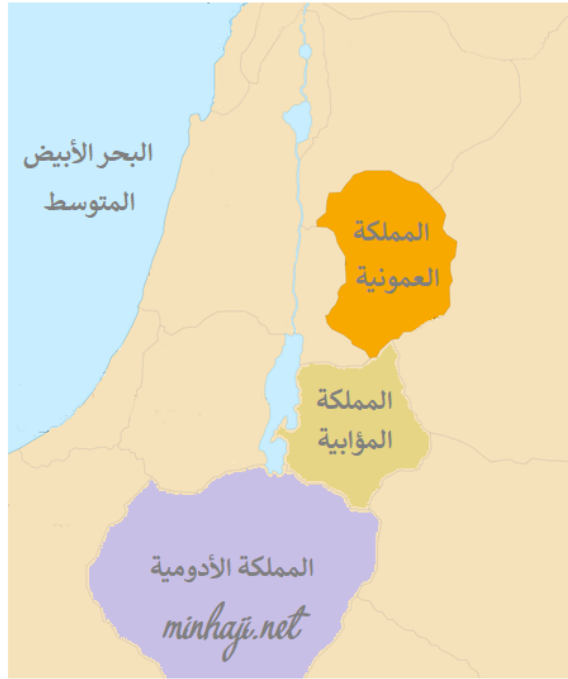 البحر الأبيض
المتوسط
المملكة
العمونية
المملكة
المؤابية
المملكة الأدومية
minhaji.net